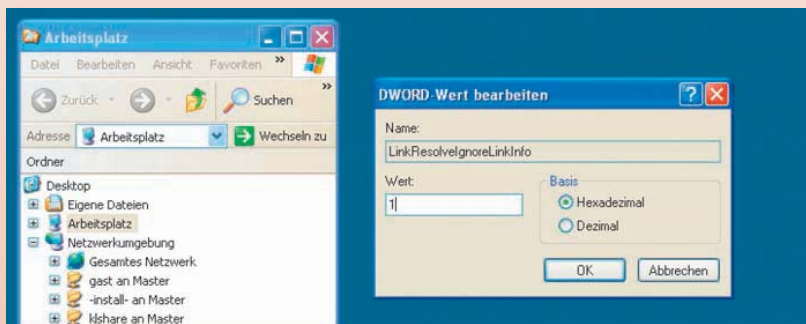 Arbeitsplatz
Datei Bearbeiten Ansicht Favoriten »
Zurück Suchen »
Adresse Arbeitsplatz Wechseln zu
Ordner
Desktop
Eigene Dateien
Arbeitsplatz
Netzwerkumgebung
Gesamtes Netzwerk
gast an Master
-install- an Master
klshare an Master
DWORD-Wert bearbeiten
Name:
LinkResolveIgnoreLinkInfo
Wert:
1
Basis
Hexadezimal
Dezimal
OK Abbrechen